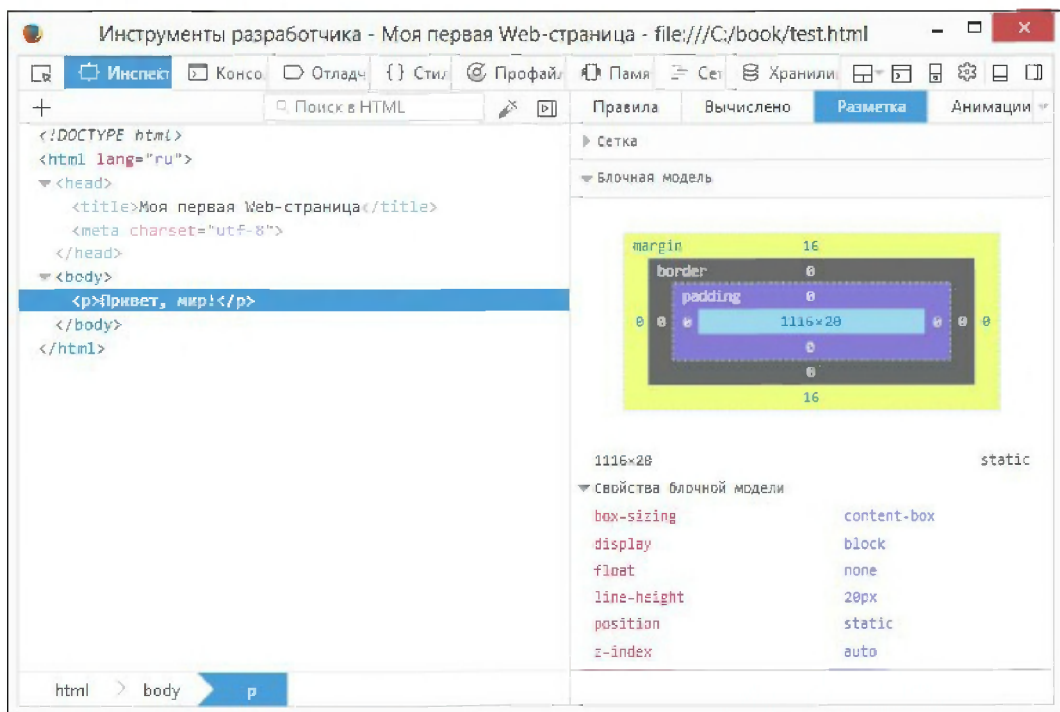 Инструменты разработчика - Моя первая Web-страница - file:///C:/book/test.html
Инспект Консо Отладч {} Стил Профайл Памя Сет Хранили
+ Поиск в HTML
<!DOCTYPE html>
<html lang="ru">
<head>
<title>Моя первая Web-страница</title>
<meta charset="utf-8">
</head>
<body>
<p>Привет, мир!</p>
</body>
</html>
html body p
Правила Вычислено Разметка Анимации
Сетка
Блочная модель
margin 16
border 0
padding 0
0 0 0 1116×20 0 0 0
0
0
16
1116×20 static
Свойства блочной модели
box-sizing content-box
display block
float none
line-height 20px
position static
z-index auto